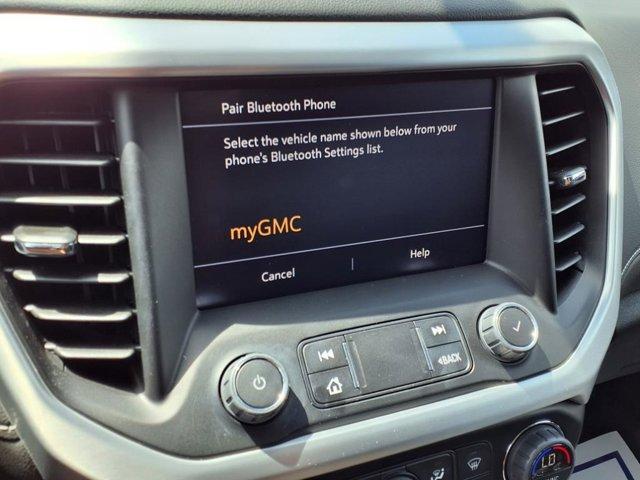 Pair Bluetooth Phone
Select the vehicle name shown below from your
phone's Bluetooth Settings list.
myGMC
Cancel | Help
BACK
LO